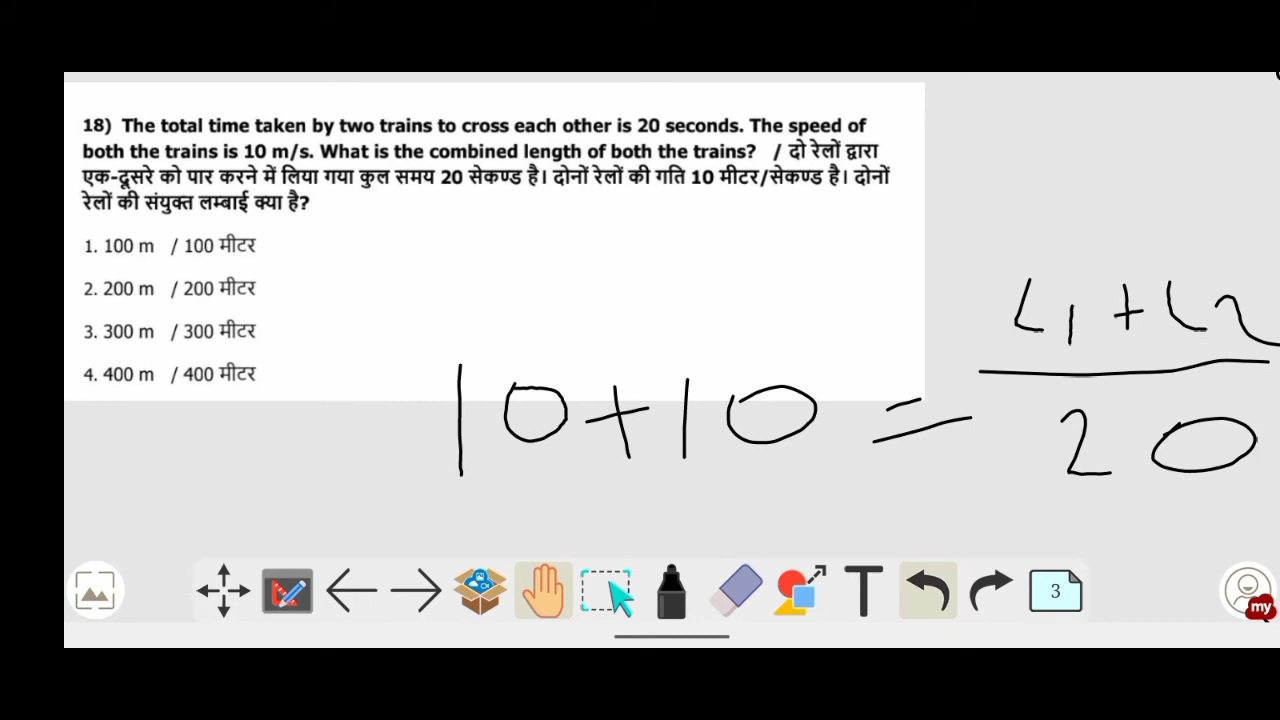 18) The total time taken by two trains to cross each other is 20 seconds. The speed of
both the trains is 10 m/s. What is the combined length of both the trains? / दो रेलों द्वारा
एक-दूसरे को पार करने में लिया गया कुल समय 20 सेकण्ड है। दोनों रेलों की गति 10 मीटर/सेकण्ड है। दोनों
रेलों की संयुक्त लम्बाई क्या है?
1. 100 m / 100 मीटर
2. 200 m / 200 मीटर
3. 300 m / 300 मीटर
4. 400 m / 400 मीटर
L1 + L2
10+10 =
20
T
3
my